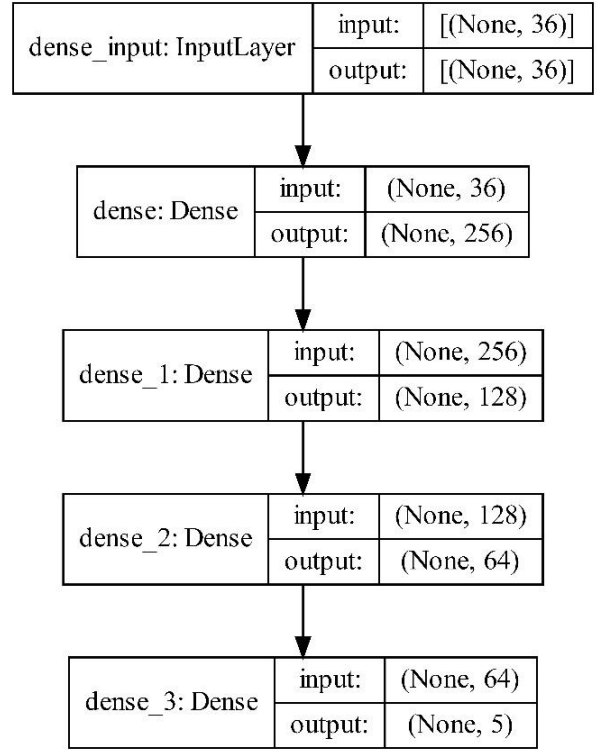 dense_input: InputLayer
input: [(None, 36)]
output: [(None, 36)]
dense: Dense
input: (None, 36)
output: (None, 256)
dense_1: Dense
input: (None, 256)
output: (None, 128)
dense_2: Dense
input: (None, 128)
output: (None, 64)
dense_3: Dense
input: (None, 64)
output: (None, 5)